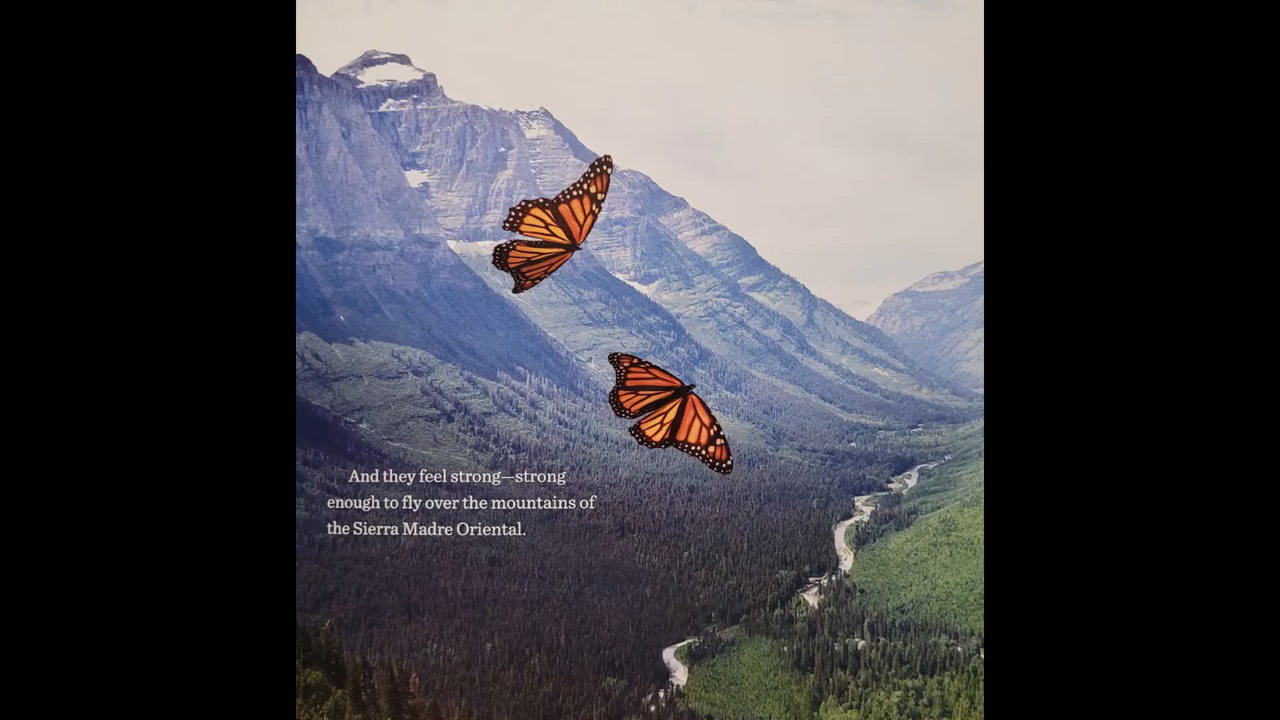 And they feel strong—strong
enough to fly over the mountains of
the Sierra Madre Oriental.